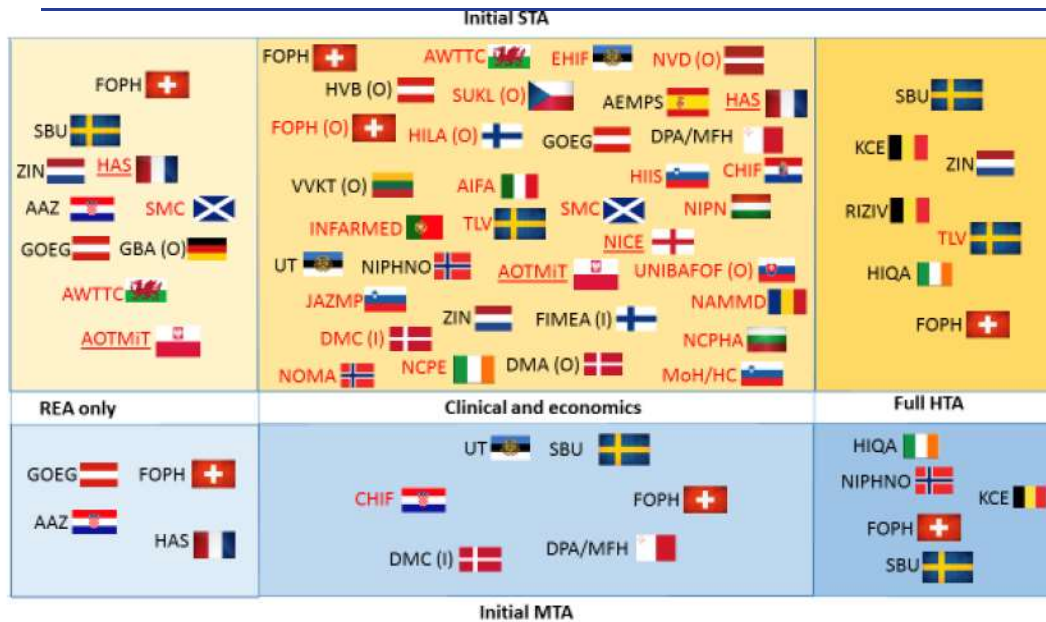 Initial STA
FOPH
SBU
ZIN HAS
AAZ SMC
GOEG GBA (O)
AWTTC
AOTMiT
FOPH AWTTC EHIF NVD (O)
HVB (O) SUKL (O) AEMPS HAS
FOPH (O) HILA (O) GOEG DPA/MFH
VVKT (O) AIFA HIIS CHIF
INFARMED TLV SMC NIPN
NICE
UT NIPHNO AOTMiT UNIBAFOF (O)
JAZMP ZIN FIMEA (I) NAMMD
DMC (I) NCPHA
NOMA NCPE DMA (O) MoH/HC
SBU
KCE ZIN
RIZIV TLV
HIQA
FOPH
REA only Clinical and economics Full HTA
GOEG FOPH
AAZ
HAS
UT SBU
CHIF FOPH
DMC (I) DPA/MFH
HIQA
NIPHNO KCE
FOPH
SBU
Initial MTA